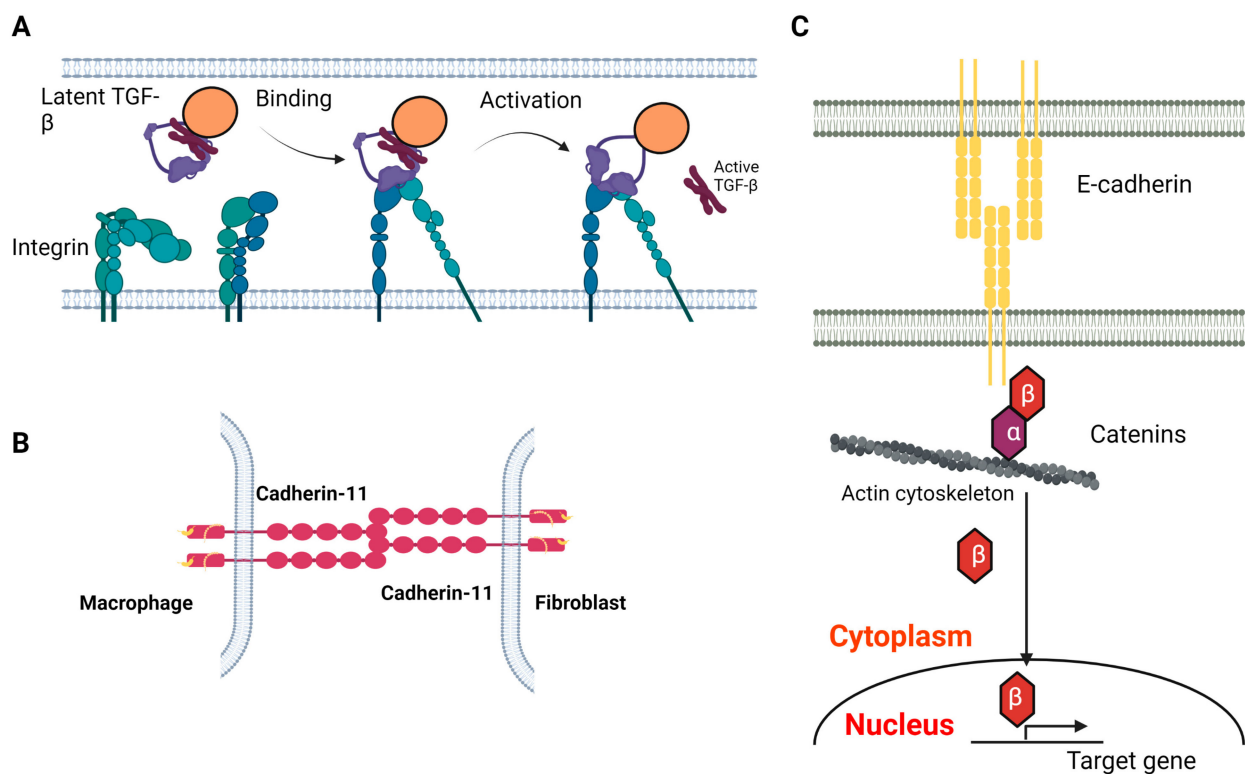 A
Latent TGF-
β
Binding
Activation
Active
TGF-β
Integrin
B
Cadherin-11
Cadherin-11
Macrophage
Fibroblast
C
E-cadherin
β
α
Catenins
Actin cytoskeleton
β
Cytoplasm
β
Nucleus
Target gene